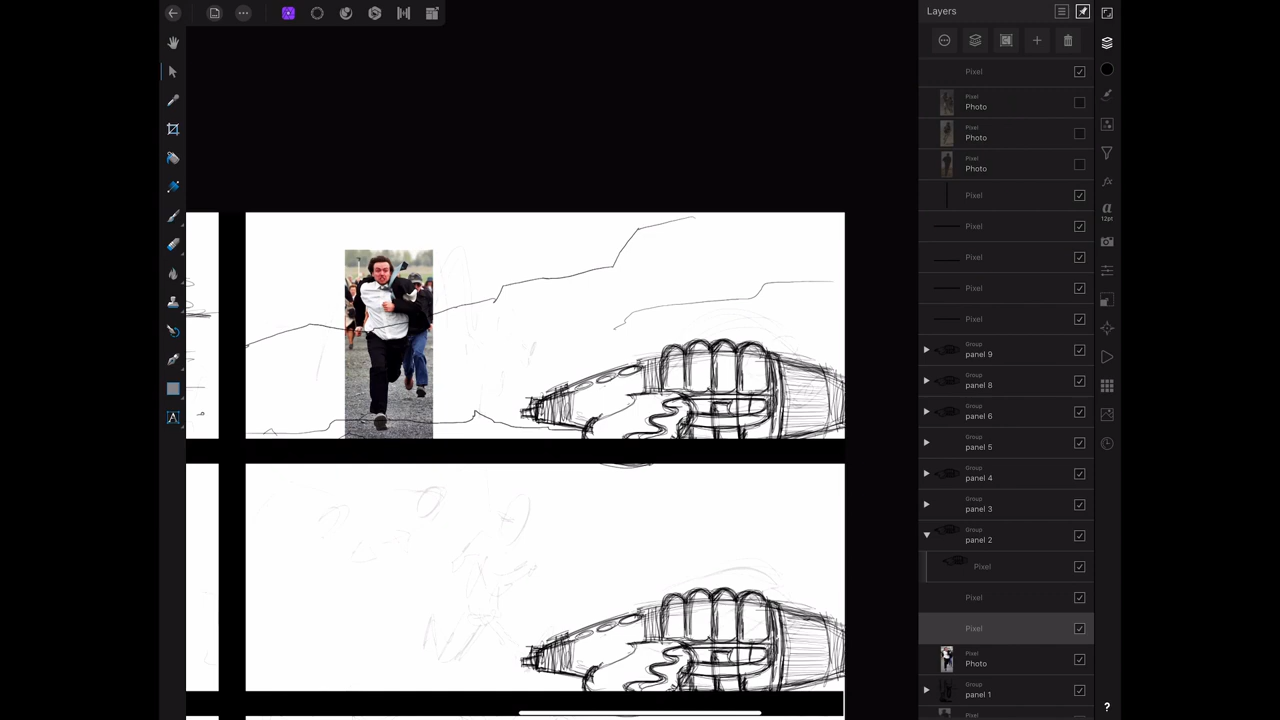 Layers
Pixel
Pixel
Photo
Pixel
Photo
Pixel
Photo
Pixel
Pixel
Pixel
Pixel
Pixel
Group
panel 9
Group
panel 8
Group
panel 6
Group
panel 5
Group
panel 4
Group
panel 3
Group
panel 2
Pixel
Pixel
Pixel
Pixel
Photo
Group
panel 1
a
12pt
fx
A
?